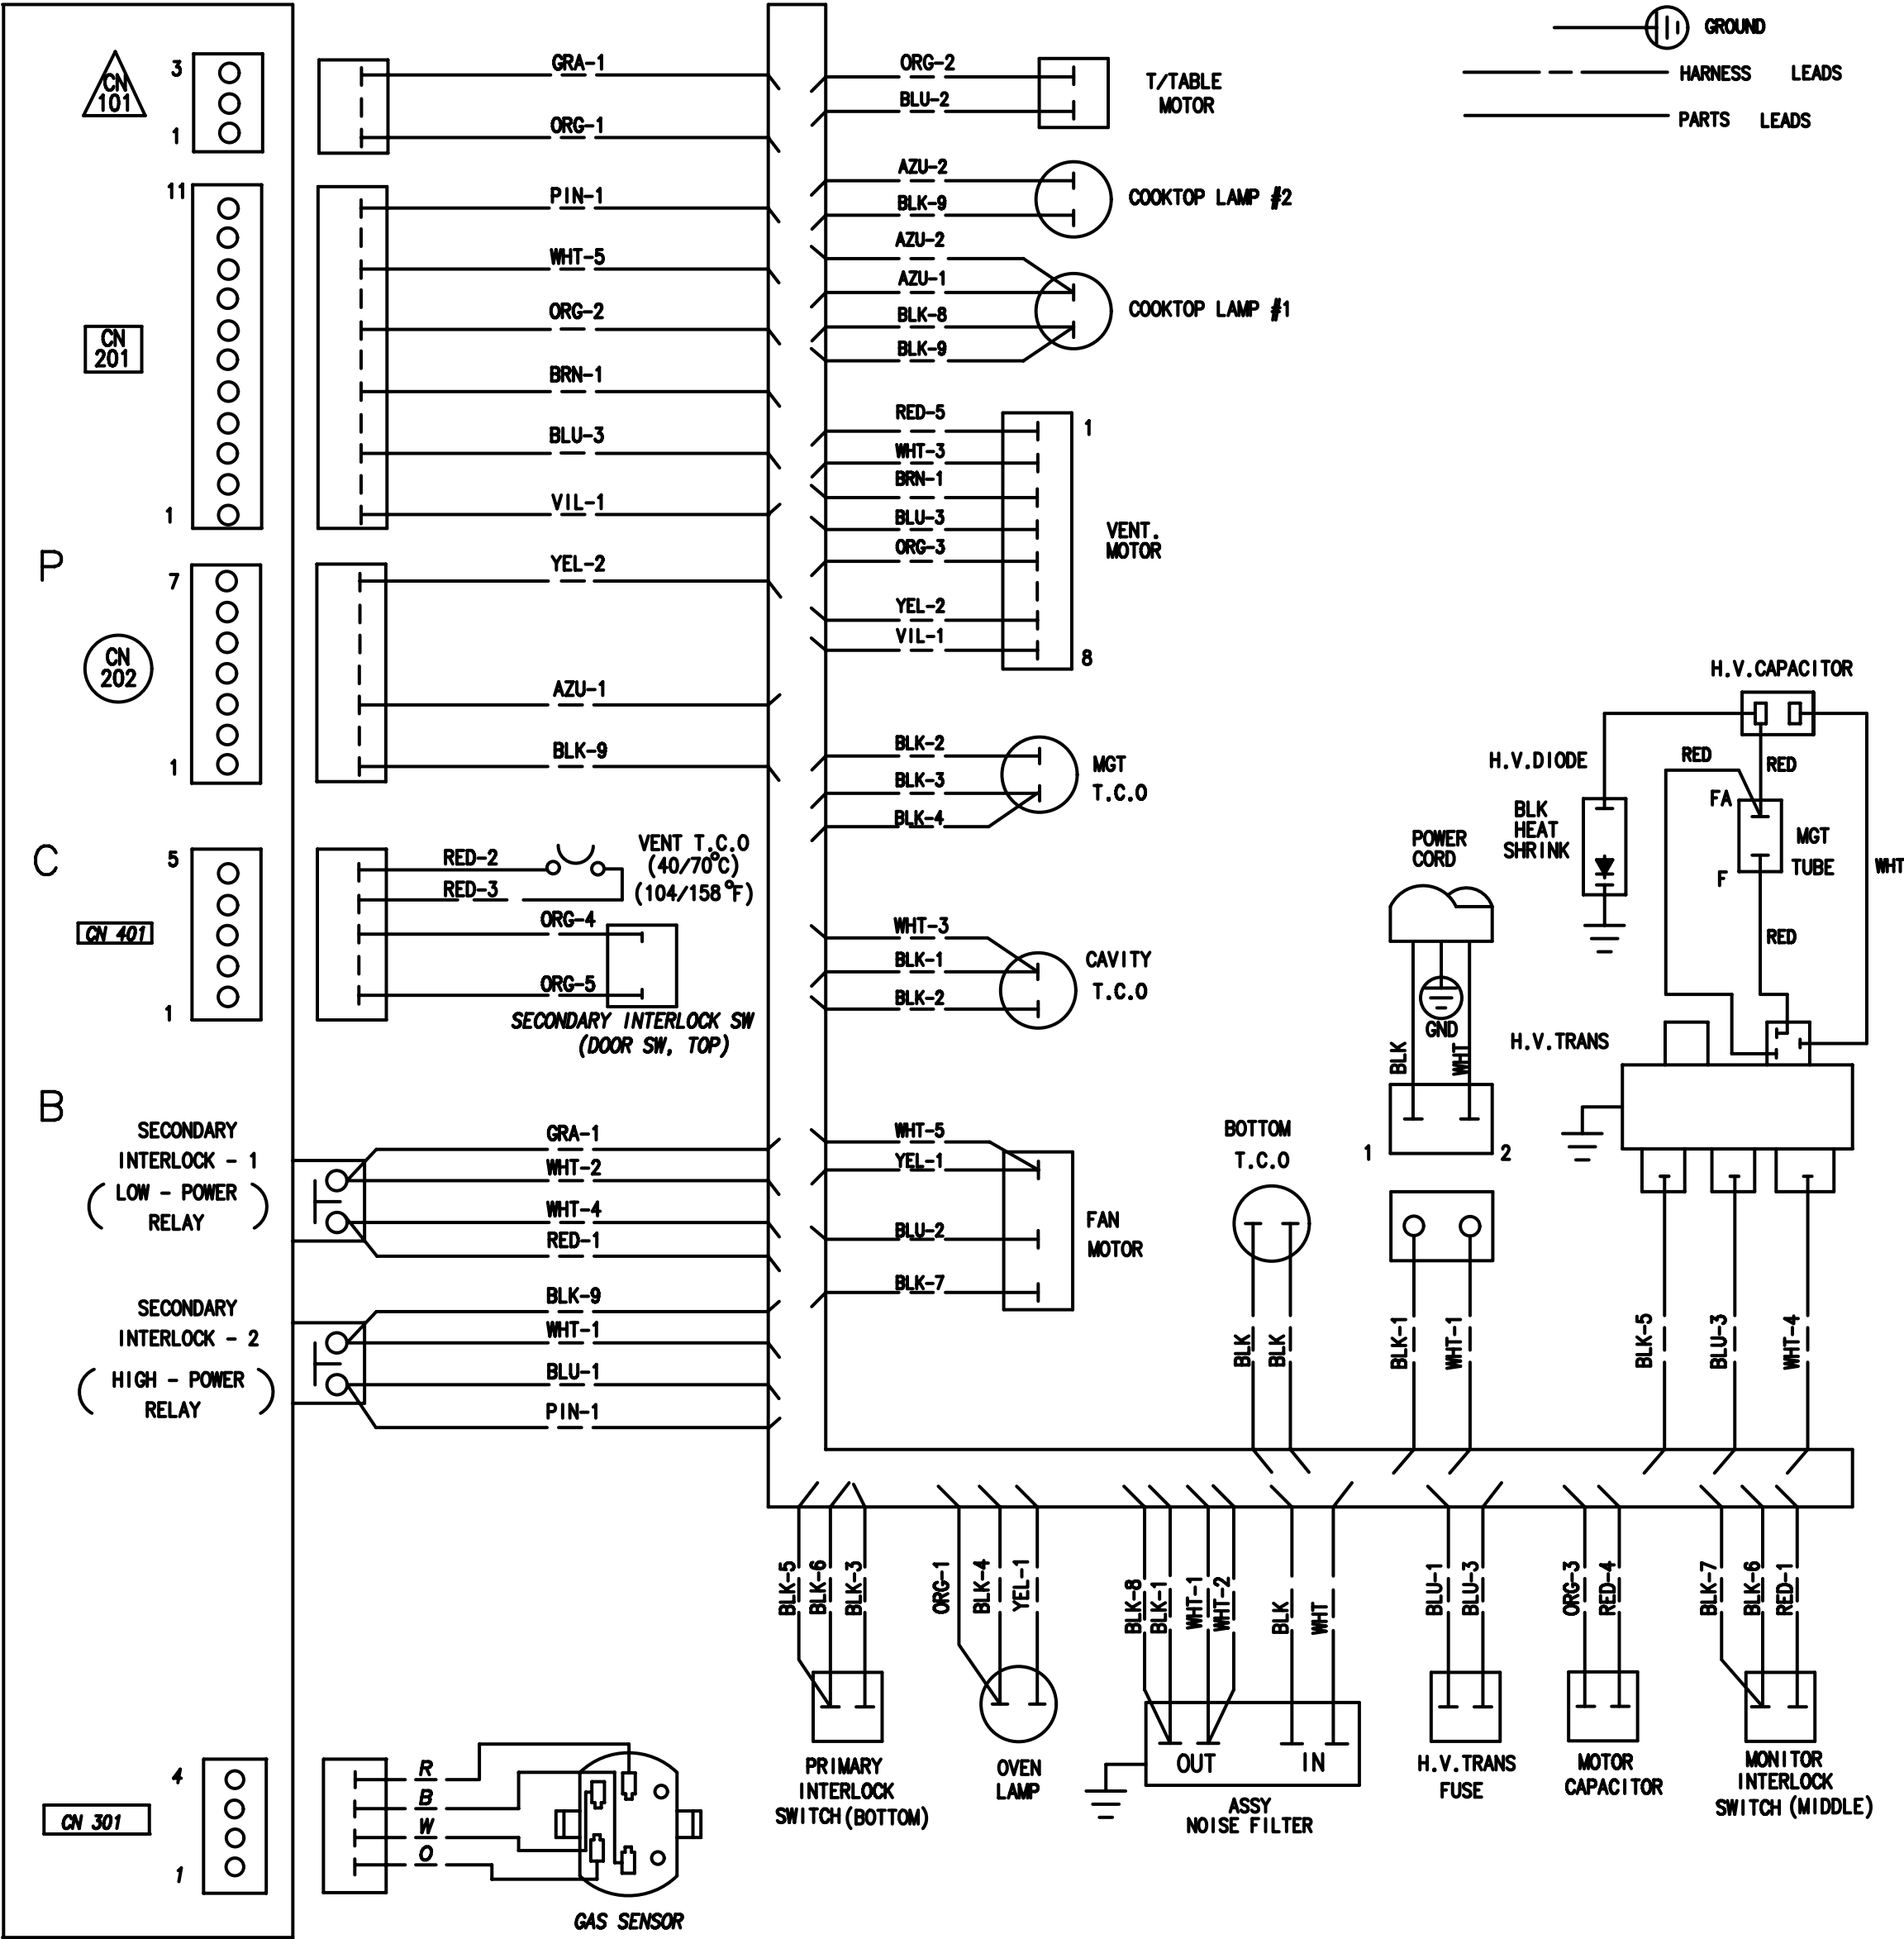 GROUND
HARNESS LEADS
PARTS LEADS
P
C
B
CN
101
3
1
GRA-1
ORG-1
CN
201
11
1
PIN-1
WHT-5
ORG-2
BRN-1
BLU-3
VIL-1
CN
202
7
1
YEL-2
AZU-1
BLK-9
CN 401
5
1
RED-2
RED-3
ORG-4
ORG-5
VENT T.C.O
(40/70°C)
(104/158°F)
SECONDARY INTERLOCK SW
(DOOR SW, TOP)
SECONDARY
INTERLOCK - 1
( LOW - POWER
RELAY )
GRA-1
WHT-2
WHT-4
RED-1
SECONDARY
INTERLOCK - 2
( HIGH - POWER
RELAY )
BLK-9
WHT-1
BLU-1
PIN-1
CN 301
4
1
R
B
W
O
GAS SENSOR
ORG-2
BLU-2
T/TABLE
MOTOR
AZU-2
BLK-9
COOKTOP LAMP #2
AZU-2
AZU-1
BLK-8
BLK-9
COOKTOP LAMP #1
RED-5
WHT-3
BRN-1
BLU-3
ORG-3
YEL-2
VIL-1
1
8
VENT.
MOTOR
BLK-2
BLK-3
BLK-4
MGT
T.C.O
WHT-3
BLK-1
BLK-2
CAVITY
T.C.O
WHT-5
YEL-1
BLU-2
BLK-7
FAN
MOTOR
BOTTOM
T.C.O
BLK
BLK
POWER
CORD
GND
BLK
WHT
1
2
BLK-1
WHT-1
H.V.CAPACITOR
H.V.DIODE
BLK
HEAT
SHRINK
RED
RED
FA
MGT
TUBE
F
RED
WHT
H.V.TRANS
BLK-5
BLU-3
WHT-4
BLK-5
BLK-6
BLK-3
PRIMARY
INTERLOCK
SWITCH(BOTTOM)
ORG-1
BLK-4
YEL-1
OVEN
LAMP
BLK-8
BLK-1
WHT-1
WHT-2
BLK
WHT
OUT
IN
ASSY
NOISE FILTER
BLU-1
BLU-3
H.V.TRANS
FUSE
ORG-3
RED-4
MOTOR
CAPACITOR
BLK-7
BLK-6
RED-1
MONITOR
INTERLOCK
SWITCH (MIDDLE)